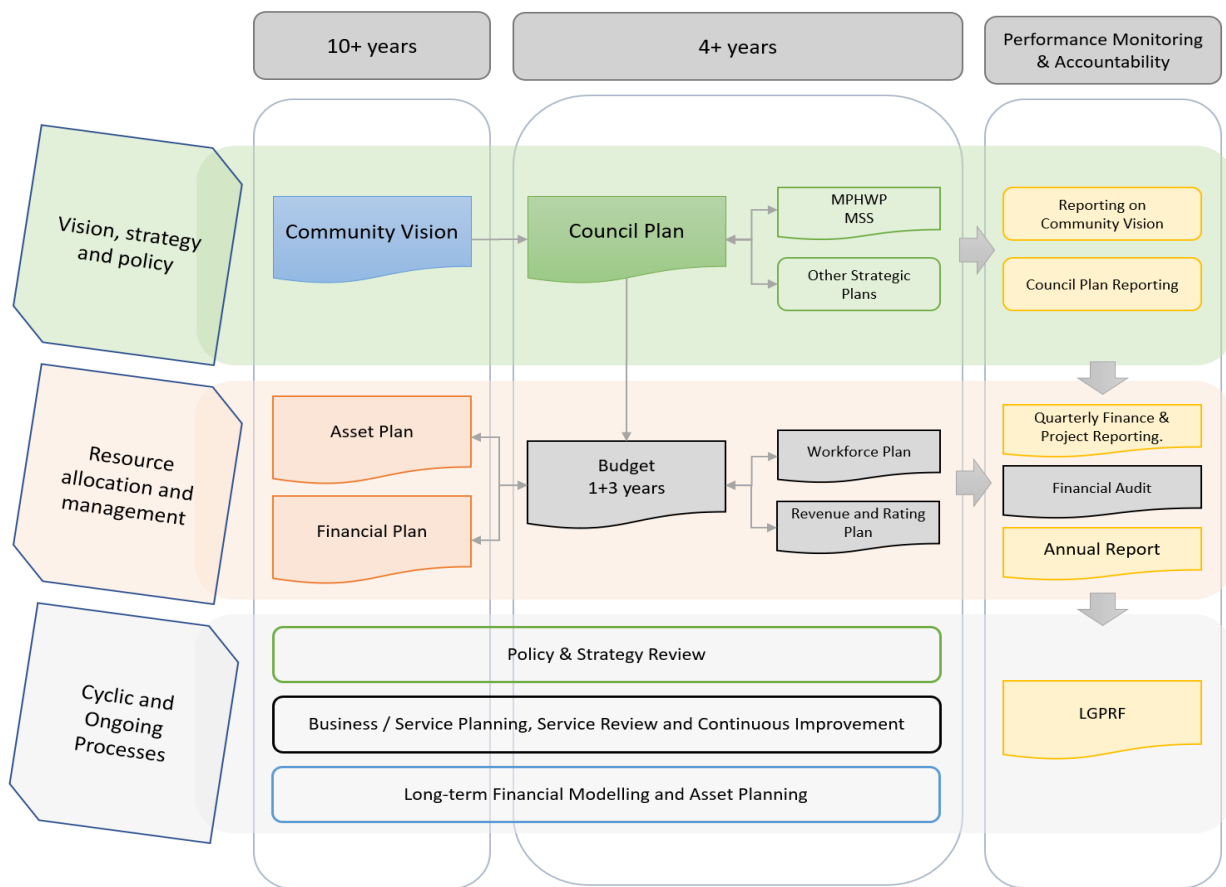 10+ years
4+ years
Performance Monitoring
& Accountability
Vision, strategy
and policy
Community Vision
Council Plan
MPHWP
MSS
Other Strategic
Plans
Reporting on
Community Vision
Council Plan Reporting
Resource
allocation and
management
Asset Plan
Financial Plan
Budget
1+3 years
Workforce Plan
Revenue and Rating
Plan
Quarterly Finance &
Project Reporting.
Financial Audit
Annual Report
Cyclic and
Ongoing
Processes
Policy & Strategy Review
Business / Service Planning, Service Review and Continuous Improvement
Long-term Financial Modelling and Asset Planning
LGPRF